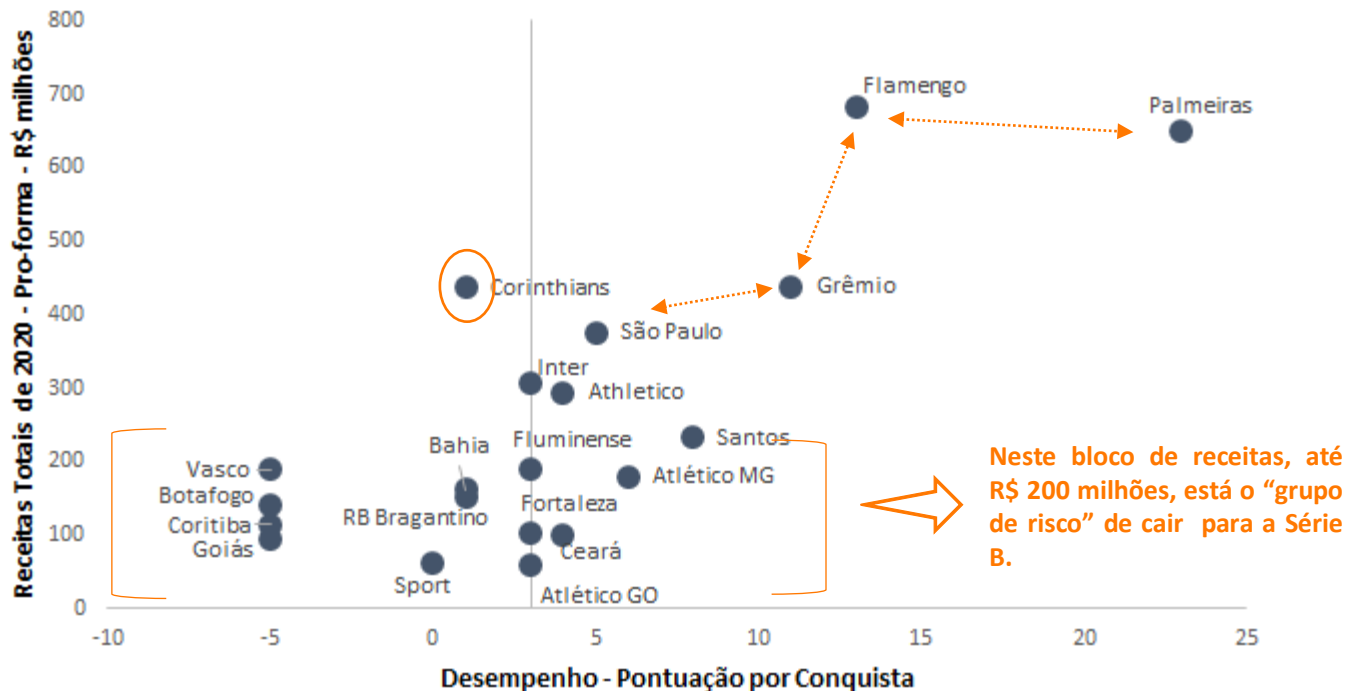 Receitas Totais de 2020 - Pro-forma - R$ milhões
800
700
600
500
400
300
200
100
0
Flamengo
Palmeiras
Corinthians
Grêmio
São Paulo
Inter
Athletico
Bahia
Fluminense
Santos
Vasco
Atlético MG
Botafogo
RB Bragantino
Fortaleza
Coritiba
Goiás
Ceará
Sport
Atlético GO
Neste bloco de receitas, até
R$ 200 milhões, está o “grupo
de risco” de cair para a Série
B.
-10
-5
0
5
10
15
20
25
Desempenho - Pontuação por Conquista